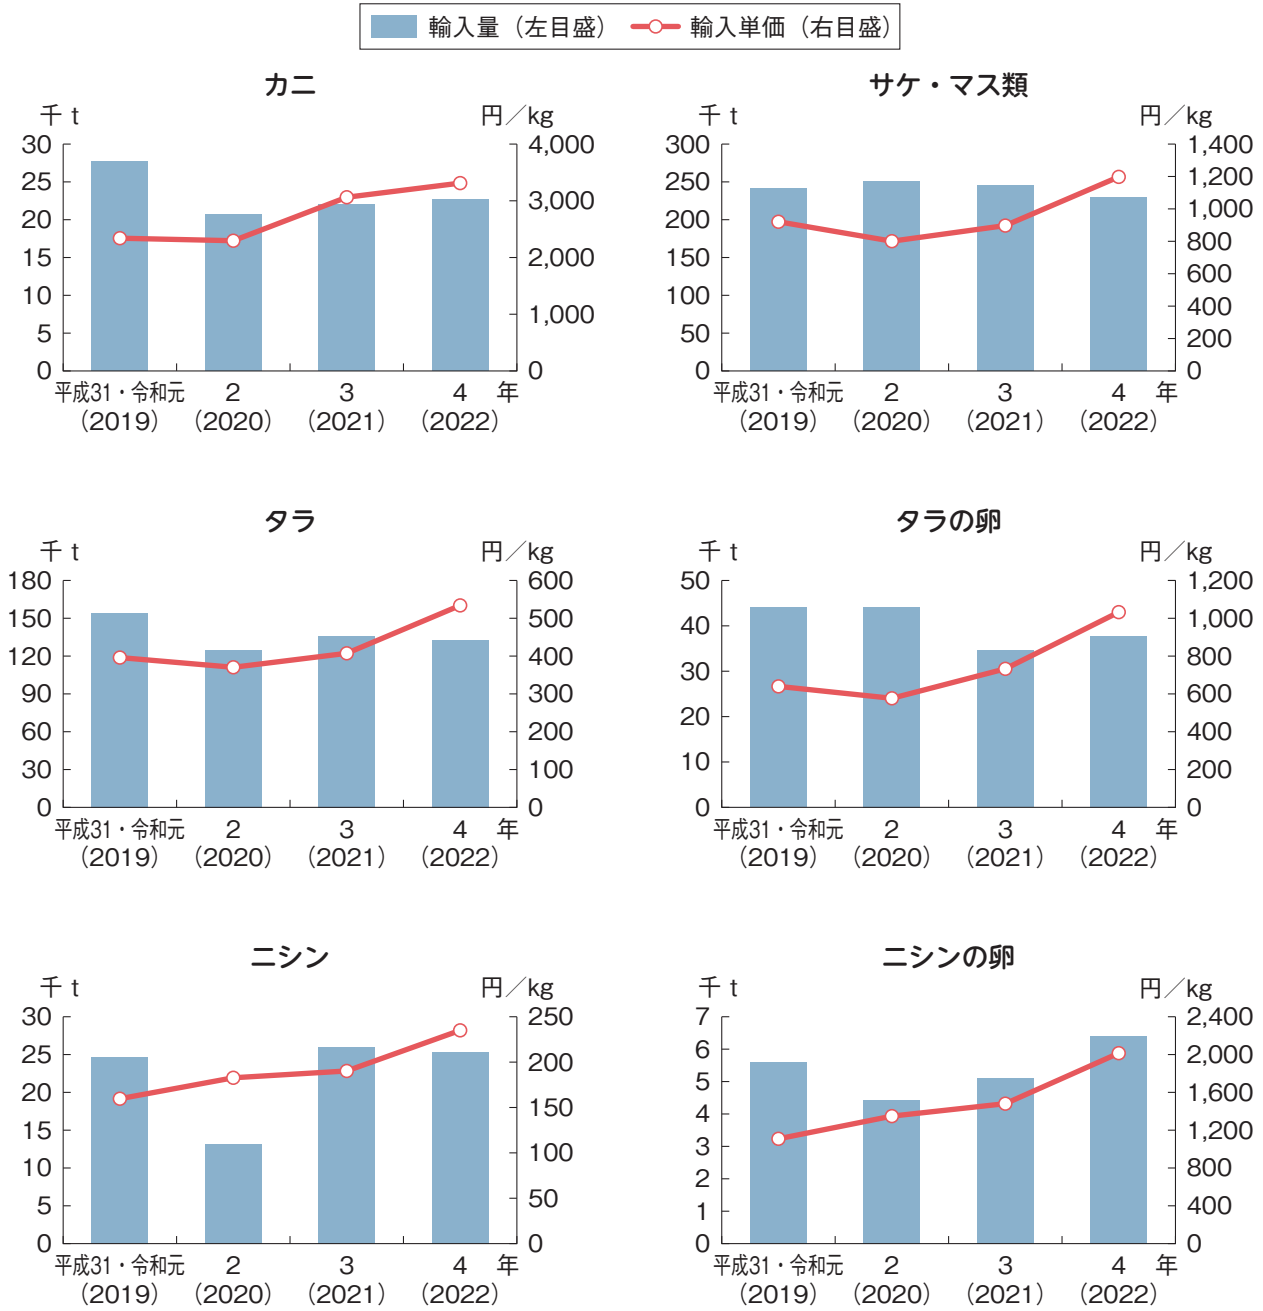 輸入量（左目盛） 輸入単価（右目盛）
カニ
千 t 円／kg
30 4,000
25
20 3,000
15 2,000
10
5 1,000
0 0
平成31・令和元 2 3 4 年
（2019） （2020） （2021） （2022）
サケ・マス類
千 t 円／kg
300 1,400
250 1,200
200 1,000
150 800
100 600
50 400
0 200
0
平成31・令和元 2 3 4 年
（2019） （2020） （2021） （2022）
タラ
千 t 円／kg
180 600
150 500
120 400
90 300
60 200
30 100
0 0
平成31・令和元 2 3 4 年
（2019） （2020） （2021） （2022）
タラの卵
千 t 円／kg
50 1,200
40 1,000
30 800
20 600
10 400
0 200
0
平成31・令和元 2 3 4 年
（2019） （2020） （2021） （2022）
ニシン
千 t 円／kg
30 250
25 200
20 150
15 100
10 50
5
0 0
平成31・令和元 2 3 4 年
（2019） （2020） （2021） （2022）
ニシンの卵
千 t 円／kg
7 2,400
6 2,000
5 1,600
4 1,200
3 800
2 400
1
0 0
平成31・令和元 2 3 4 年
（2019） （2020） （2021） （2022）